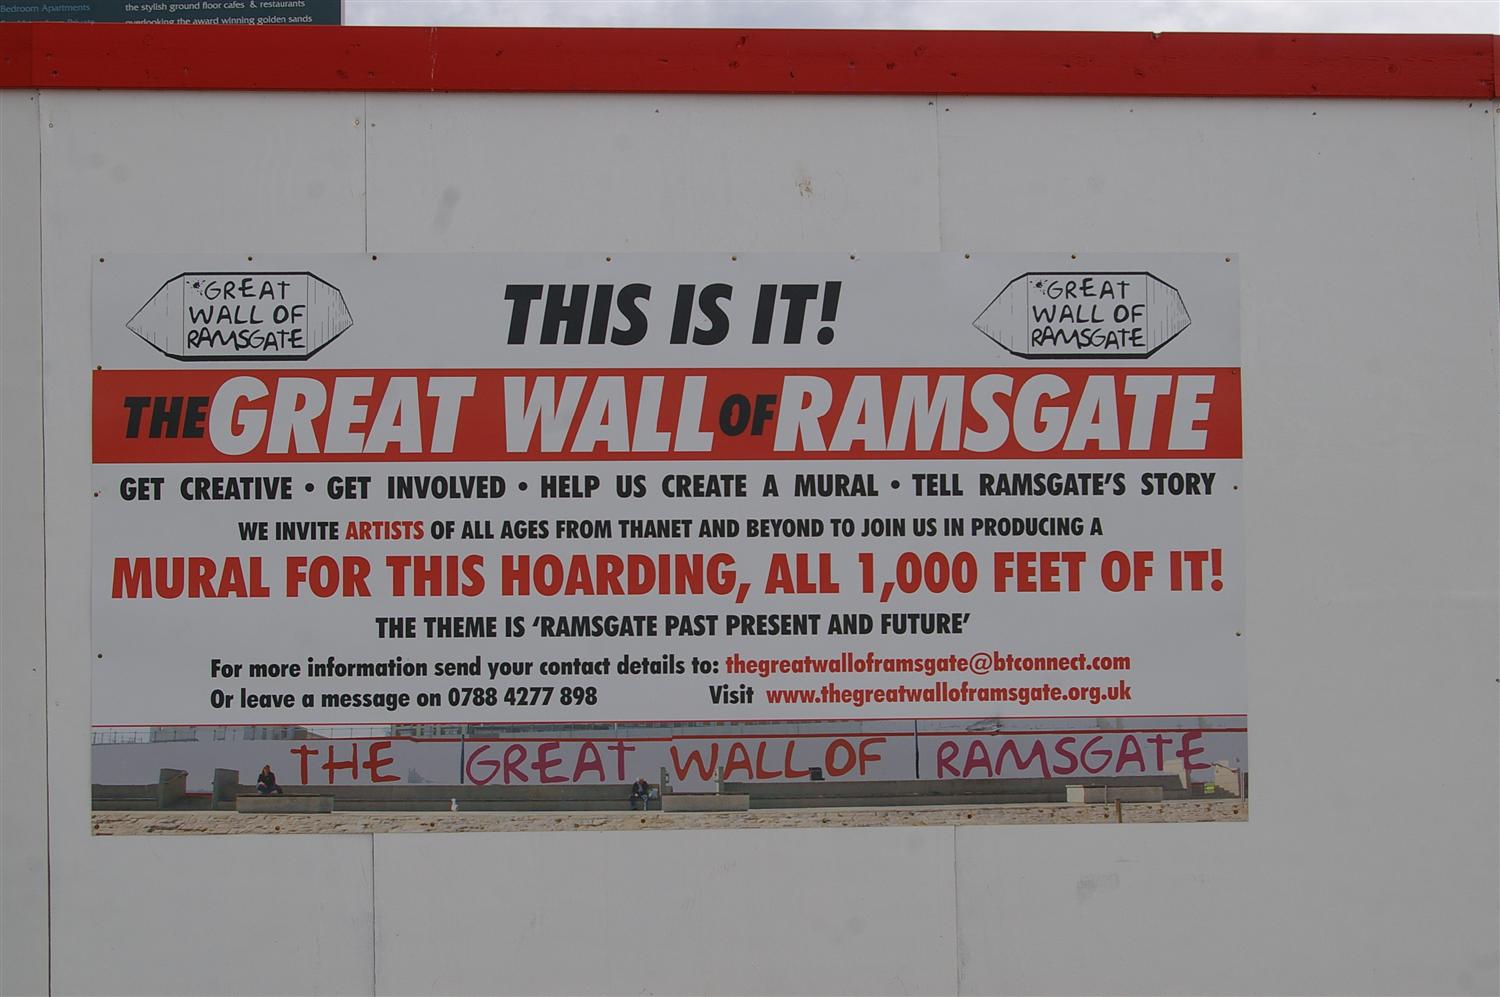 Bedroom Apartments
the stylish ground floor cafes & restaurants
overlooking the award winning golden sands
GREAT
WALL OF
RAMSGATE
THIS IS IT!
GREAT
WALL OF
RAMSGATE
THE GREAT WALL OF RAMSGATE
GET CREATIVE • GET INVOLVED • HELP US CREATE A MURAL • TELL RAMSGATE'S STORY
WE INVITE ARTISTS OF ALL AGES FROM THANET AND BEYOND TO JOIN US IN PRODUCING A
MURAL FOR THIS HOARDING, ALL 1,000 FEET OF IT!
THE THEME IS 'RAMSGATE PAST PRESENT AND FUTURE'
For more information send your contact details to: thegreatwalloframsgate@btconnect.com
Or leave a message on 0788 4277 898 Visit www.thegreatwalloframsgate.org.uk
THE GREAT WALL OF RAMSGATE